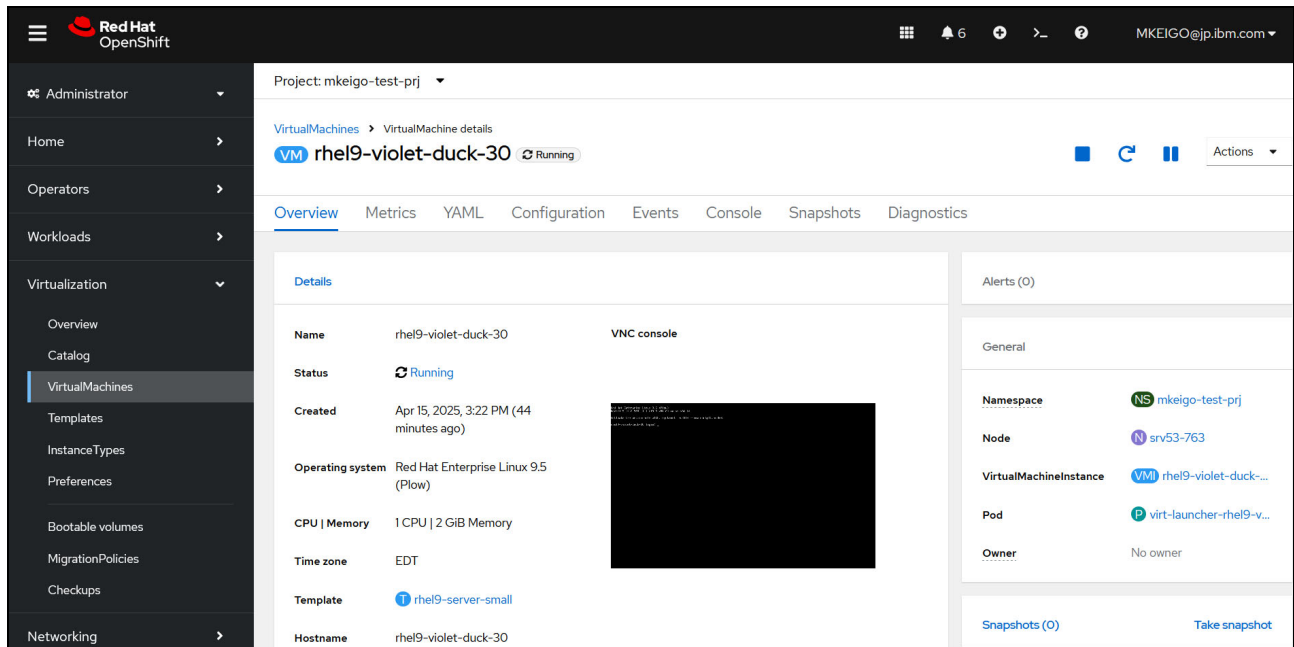 Red Hat
OpenShift
6
MKEIGO@jp.ibm.com
Administrator
Home
Operators
Workloads
Virtualization
Overview
Catalog
VirtualMachines
Templates
InstanceTypes
Preferences
Bootable volumes
MigrationPolicies
Checkups
Networking
Project: mkeigo-test-prj
VirtualMachines > VirtualMachine details
VM rhel9-violet-duck-30 Running
Actions
Overview Metrics YAML Configuration Events Console Snapshots Diagnostics
Details
Name rhel9-violet-duck-30
Status Running
Created Apr 15, 2025, 3:22 PM (44
minutes ago)
Operating system Red Hat Enterprise Linux 9.5
(Plow)
CPU | Memory 1 CPU | 2 GiB Memory
Time zone EDT
Template T rhel9-server-small
Hostname rhel9-violet-duck-30
VNC console
Alerts (0)
General
Namespace NS mkeigo-test-prj
Node N srv53-763
VirtualMachineInstance VMI rhel9-violet-duck-...
Pod P virt-launcher-rhel9-v...
Owner No owner
Snapshots (0) Take snapshot